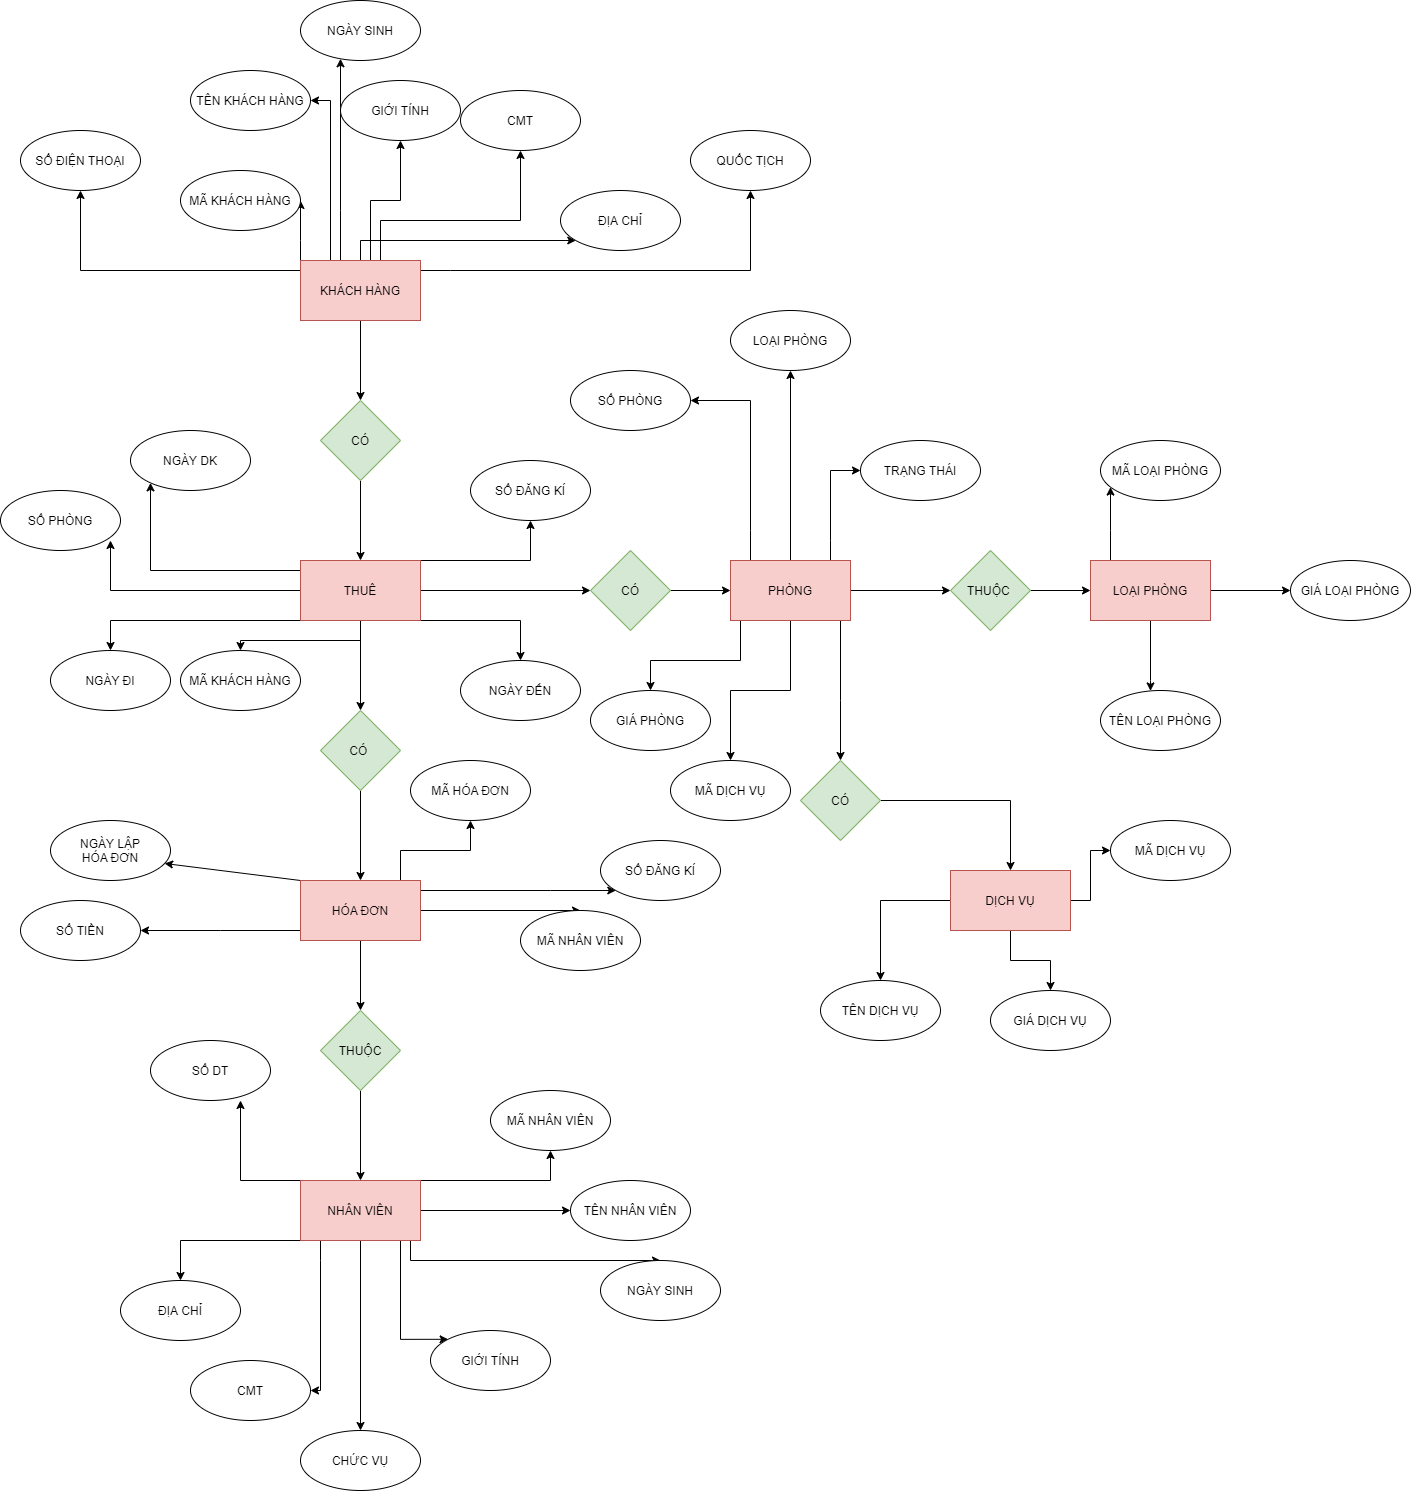 NGÀY SINH
TÊN KHÁCH HÀNG
GIỚI TÍNH
CMT
SỐ ĐIỆN THOẠI
QUỐC TỊCH
MÃ KHÁCH HÀNG
ĐỊA CHỈ
KHÁCH HÀNG
LOẠI PHÒNG
SỐ PHÒNG
CÓ
NGÀY DK
TRẠNG THÁI
MÃ LOẠI PHÒNG
SỐ ĐĂNG KÍ
SỐ PHÒNG
THUÊ
CÓ
PHÒNG
THUỘC
LOẠI PHÒNG
GIÁ LOẠI PHÒNG
NGÀY ĐI
MÃ KHÁCH HÀNG
NGÀY ĐẾN
GIÁ PHÒNG
TÊN LOẠI PHÒNG
CÓ
MÃ HÓA ĐƠN
MÃ DỊCH VỤ
CÓ
NGÀY LẬP
HÓA ĐƠN
MÃ DỊCH VỤ
SỐ ĐĂNG KÍ
DỊCH VỤ
HÓA ĐƠN
SỐ TIỀN
MÃ NHÂN VIÊN
TÊN DỊCH VỤ
GIÁ DỊCH VỤ
THUỘC
SỐ DT
MÃ NHÂN VIÊN
NHÂN VIÊN
TÊN NHÂN VIÊN
NGÀY SINH
ĐỊA CHỈ
GIỚI TÍNH
CMT
CHỨC VỤ